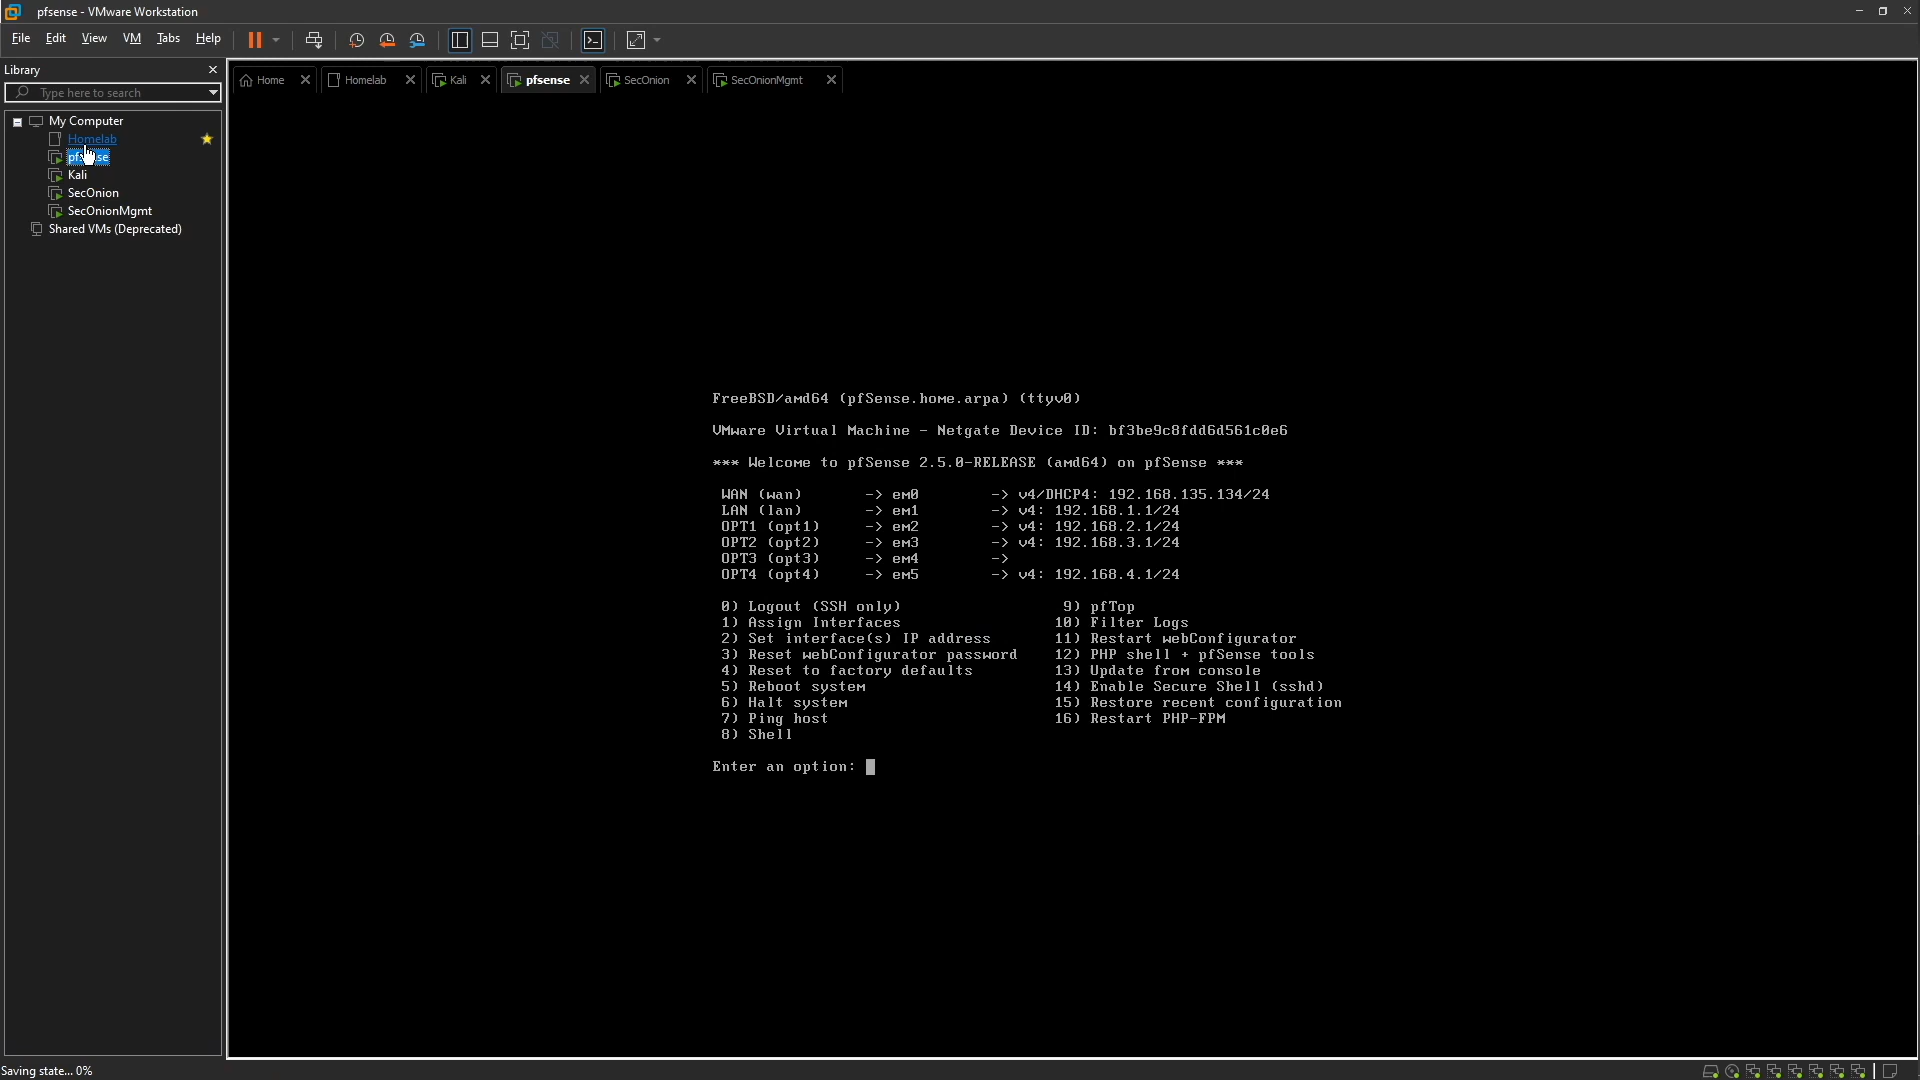 pfsense - VMware Workstation
File Edit View VM Tabs Help
Library
Type here to search
Home Homelab Kali pfsense SecOnion SecOnionMgmt
My Computer
Homelab
Kali
SecOnion
SecOnionMgmt
Shared VMs (Deprecated)
FreeBSD/amd64 (pfSense.home.arpa) (ttyv0)
VMware Virtual Machine - Netgate Device ID: bf3be9c8fdd6d561c0e6
*** Welcome to pfSense 2.5.0-RELEASE (amd64) on pfSense ***
WAN (wan) -> em0 -> v4/DHCP4: 192.168.135.134/24
LAN (lan) -> em1 -> v4: 192.168.1.1/24
OPT1 (opt1) -> em2 -> v4: 192.168.2.1/24
OPT2 (opt2) -> em3 -> v4: 192.168.3.1/24
OPT3 (opt3) -> em4 ->
OPT4 (opt4) -> em5 -> v4: 192.168.4.1/24
0) Logout (SSH only) 9) pfTop
1) Assign Interfaces 10) Filter Logs
2) Set interface(s) IP address 11) Restart webConfigurator
3) Reset webConfigurator password 12) PHP shell + pfSense tools
4) Reset to factory defaults 13) Update from console
5) Reboot system 14) Enable Secure Shell (sshd)
6) Halt system 15) Restore recent configuration
7) Ping host 16) Restart PHP-FPM
8) Shell
Enter an option:
Saving state... 0%